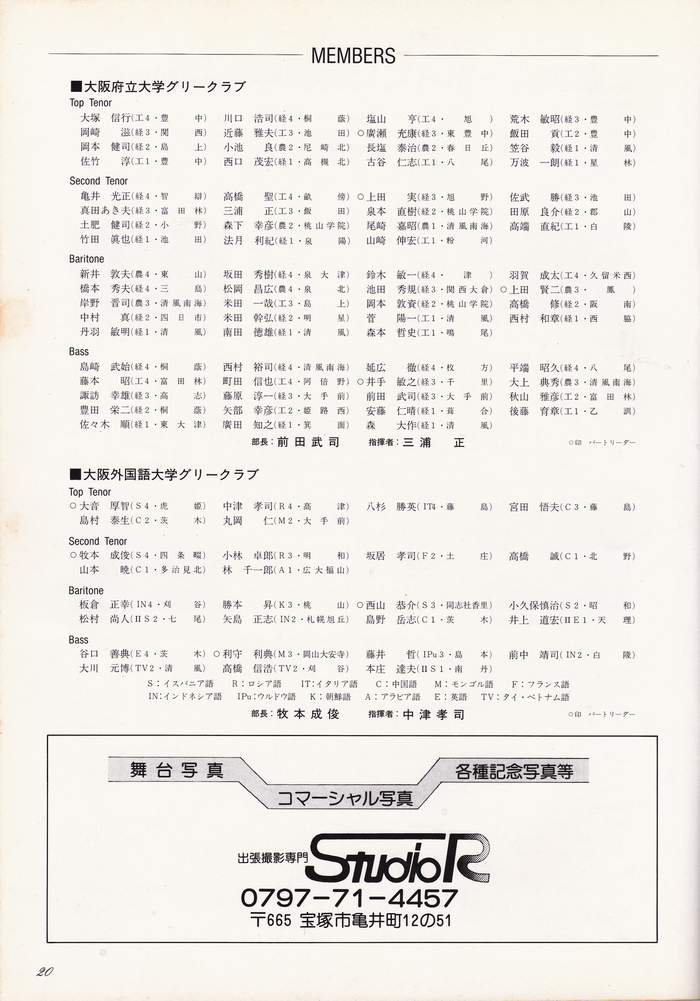 MEMBERS
■大阪府立大学グリークラブ
Top Tenor
大塚 信行(工4・豊 中) 川口 浩司(経4・桐 蔭) 塩山 亨(工4・ 旭) 荒木 敏昭(経3・豊 中)
岡崎 滋(経3・関 西) 近藤 雅夫(工3・池 田) ○廣瀬 充康(経3・東豊中) 飯田 貢(工2・豊 中)
岡本 健司(経2・島 上) 小池 良(農2・尼崎北) 長塩 泰治(農2・春日丘) 笠谷 毅(経1・清 風)
佐竹 淳(工1・豊 中) 西口 茂宏(経1・高槻北) 古谷 仁志(工1・八 尾) 万波 一朗(経1・星 林)
Second Tenor
亀井 光正(経4・智 辯) 高橋 聖(工4・畝 傍) ○上田 実(経3・旭 野) 佐武 勝(経3・池 田)
真田あき夫(経3・富田林) 三浦 正(工3・飯 田) 泉本 直樹(経2・桃山学院) 田原 良介(経2・郡 山)
土肥 健司(経2・小 野) 森下 幸彦(農2・桃山学院) 尾崎 嘉昭(農1・清風南海) 高端 直紀(工1・白 陵)
竹田 眞也(経1・池 田) 法月 利紀(経1・泉 陽) 山崎 伸宏(工1・粉 河)
Baritone
新井 敦夫(農4・東 山) 坂田 秀樹(経4・泉大津) 鈴木 敏一(経4・ 津) 羽賀 成太(工4・久留米西)
橋本 秀夫(経4・三 島) 松岡 昌広(農4・泉 北) 池田 秀規(経3・関西大倉) ○上田 賢二(農3・ 鳳)
岸野 晋司(農3・清風南海) 米田 一哉(工3・島 上) 岡本 敦資(経2・桃山学院) 高橋 修(経2・阪 南)
中村 真(経2・四日市) 米田 幹弘(経2・明 星) 菅 陽一(工1・清 風) 西村 和章(経1・西 脇)
丹羽 敏明(経1・清 風) 南田 徳雄(経1・清 風) 森本 哲史(工1・鳴 尾)
Bass
島崎 武始(経4・桐 蔭) 西村 裕司(経4・清風南海) 延広 徹(経4・枚 方) 平端 昭久(経4・八 尾)
藤本 昭(工4・富田林) 町田 信也(工4・阿倍野) ○井手 敏之(経3・千 里) 大上 典秀(農3・清風南海)
諏訪 幸雄(経3・高 志) 藤原 淳一(経3・大手前) 前田 武司(経3・大手前) 秋山 雅彦(工2・富田林)
豊田 栄二(経2・桐 蔭) 矢部 幸彦(工2・姫路西) 安藤 仁晴(経1・葺 合) 後藤 育章(工1・乙 訓)
佐々木 順(経1・東大津) 廣田 知之(経1・箕 面) 森 大作(経1・清 風)
部長：前田武司 指揮者：三浦 正 ○印 パートリーダー
■大阪外国語大学グリークラブ
Top Tenor
○大音 厚智(S4・虎 姫) 中津 孝司(R4・高 津) 八杉 勝英(IT4・藤 島) 宮田 悟夫(C3・藤 島)
島村 泰生(C2・茨 木) 丸岡 仁(M2・大手前)
Second Tenor
○牧本 成俊(S4・四条畷) 小林 卓郎(R3・明 和) 坂居 孝司(F2・土 庄) 高橋 誠(C1・北 野)
山本 暁(C1・多治見北) 林 千一郎(A1・広大福山)
Baritone
板倉 正幸(IN4・刈 谷) 勝本 昇(K3・桃 山) ○西山 恭介(S3・同志社香里) 小久保慎治(S2・昭 和)
松村 尚人(ⅡS2・七 尾) 矢島 正志(IN2・札幌旭丘) 島野 岳志(C1・茨 木) 井上 道宏(ⅡE1・天 理)
Bass
谷口 善典(E4・茨 木) ○利守 利典(M3・岡山大安寺) 藤井 哲(IPu3・島 本) 前中 靖司(IN2・白 陵)
大川 元博(TV2・清 風) 高橋 信浩(TV2・刈 谷) 本庄 達夫(ⅡS1・南 丹)
S：イスパニア語 R：ロシア語 IT：イタリア語 C：中国語 M：モンゴル語 F：フランス語
IN：インドネシア語 IPu：ウルドウ語 K：朝鮮語 A：アラビア語 E：英語 TV：タイ・ベトナム語
部長：牧本成俊 指揮者：中津孝司 ○印 パートリーダー
舞台写真
コマーシャル写真
各種記念写真等
出張撮影専門 Studio R
0797-71-4457
〒665 宝塚市亀井町12の51
20